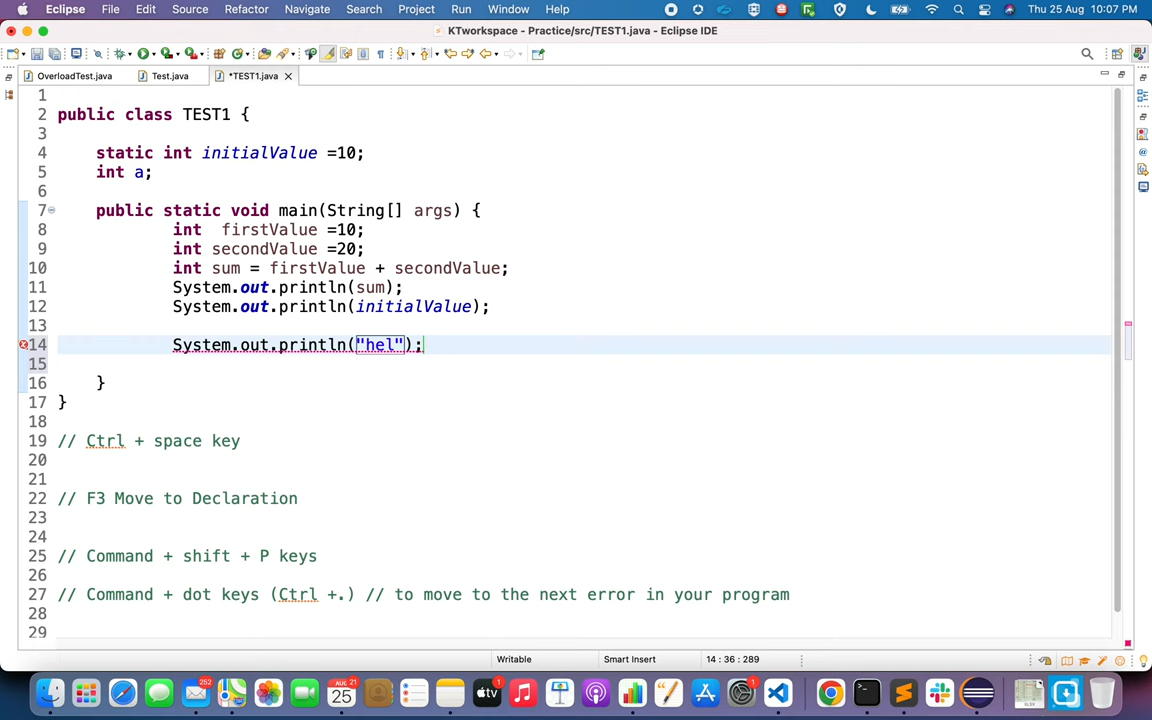 Eclipse File Edit Source Refactor Navigate Search Project Run Window Help Thu 25 Aug 10:07 PM
KTworkspace - Practice/src/TEST1.java - Eclipse IDE
OverloadTest.java Test.java *TEST1.java
1
2 public class TEST1 {
3
4 static int initialValue =10;
5 int a;
6
7 public static void main(String[] args) {
8 int firstValue =10;
9 int secondValue =20;
10 int sum = firstValue + secondValue;
11 System.out.println(sum);
12 System.out.println(initialValue);
13
14 System.out.println("hel");
15
16 }
17 }
18
19 // Ctrl + space key
20
21
22 // F3 Move to Declaration
23
24
25 // Command + shift + P keys
26
27 // Command + dot keys (Ctrl +.) // to move to the next error in your program
28
29
Writable Smart Insert 14 : 36 : 289
252
AUG 21
25
1